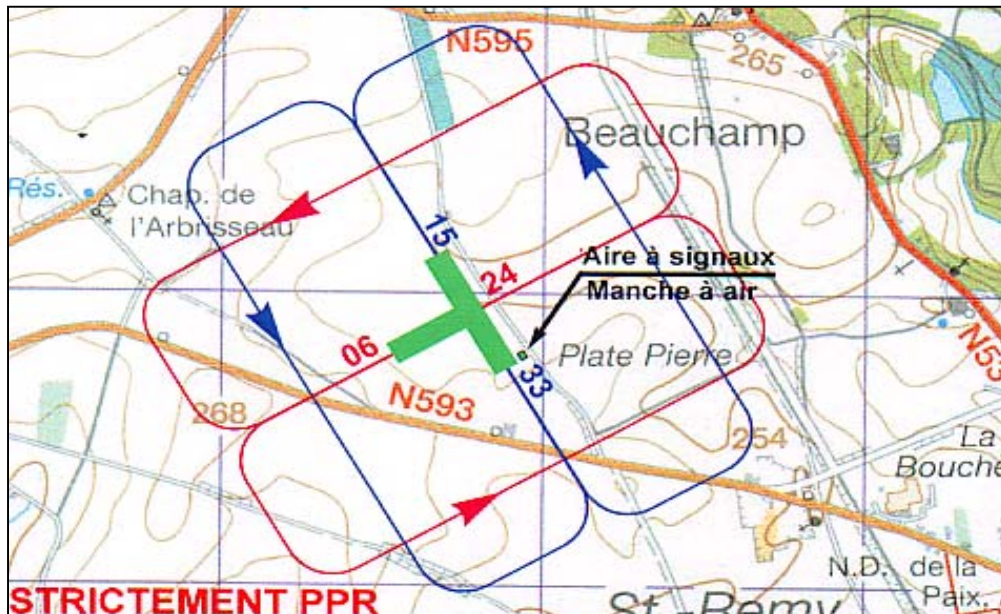 N595
265
Beauchamp
Rés.
Chap. de
l'Arbrisseau
15
Aire à signaux
24
Manche à air
06
Plate Pierre
33
N53
N593
268
254
La
Bouche
N.D. de la
Paix.
STRICTEMENT PPR
St.-Remy